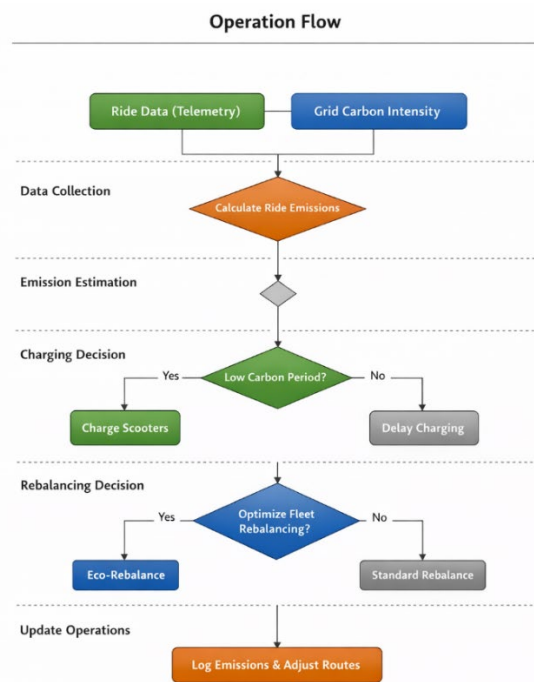 Operation Flow
Ride Data (Telemetry)
Grid Carbon Intensity
Data Collection
Calculate Ride Emissions
Emission Estimation
Charging Decision
Yes
Low Carbon Period?
No
Charge Scooters
Delay Charging
Rebalancing Decision
Yes
Optimize Fleet
Rebalancing?
No
Eco-Rebalance
Standard Rebalance
Update Operations
Log Emissions & Adjust Routes